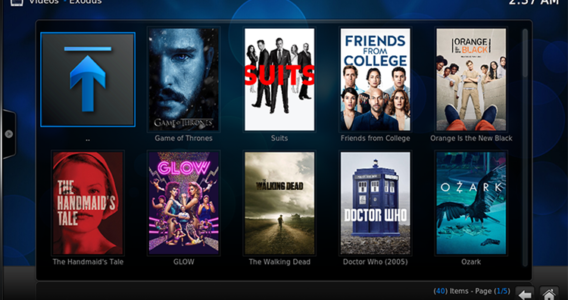 Videos - Exodus
2:37 AM
GAME OF THRONES
SUITS
FRIENDS
FROM
COLLEGE
ORANGE
IS THE NEW
BLACK
..
Game of Thrones
Suits
Friends from College
Orange Is the New Black
THE
HANDMAID'S
TALE
GLOW
THE
WALKING DEAD
DOCTOR WHO
OZARK
The Handmaid's Tale
GLOW
The Walking Dead
Doctor Who (2005)
Ozark
(40) Items - Page (1/5)